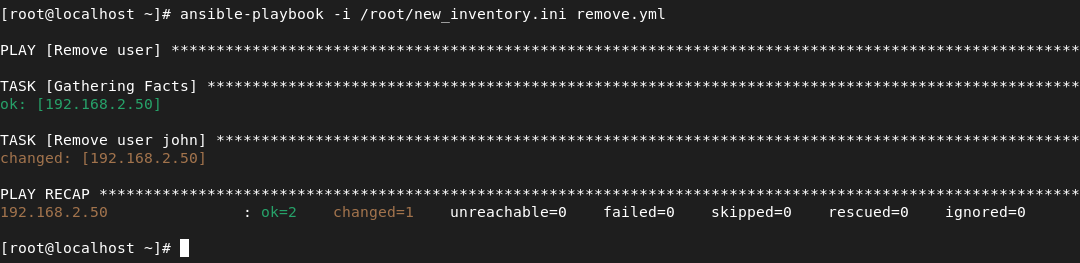 [root@localhost ~]# ansible-playbook -i /root/new_inventory.ini remove.yml
PLAY [Remove user] *****************************************************************************************************
TASK [Gathering Facts] *************************************************************************************************
ok: [192.168.2.50]
TASK [Remove user john] ************************************************************************************************
changed: [192.168.2.50]
PLAY RECAP *************************************************************************************************************
192.168.2.50               : ok=2    changed=1    unreachable=0    failed=0    skipped=0    rescued=0    ignored=0
[root@localhost ~]#